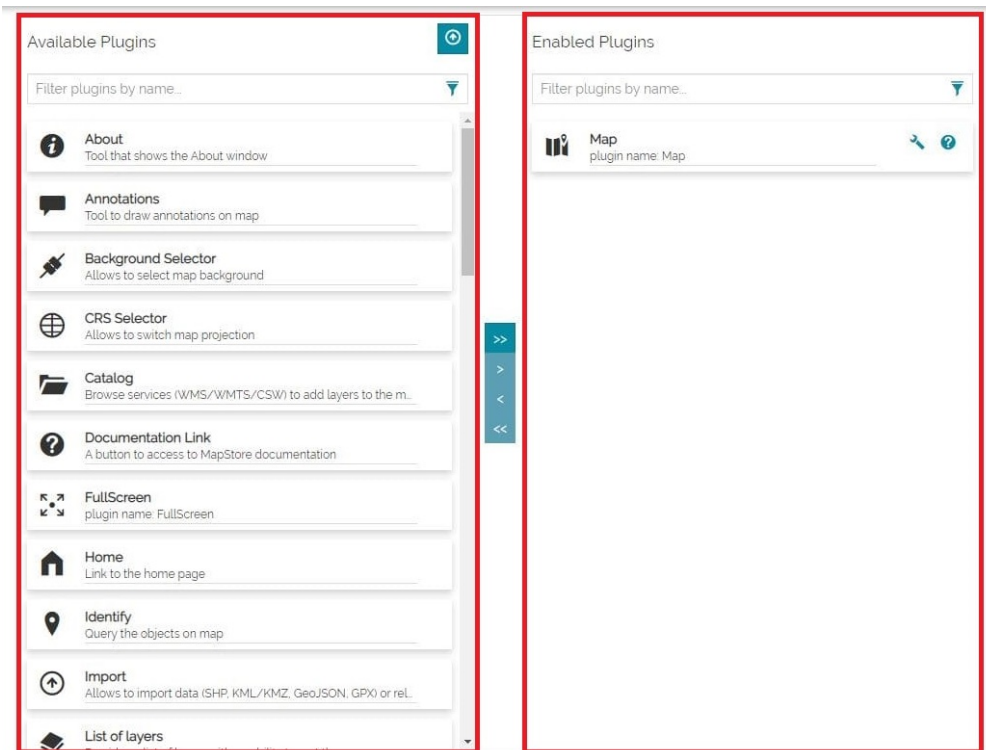 Available Plugins
Filter plugins by name...
About
Tool that shows the About window
Annotations
Tool to draw annotations on map
Background Selector
Allows to select map background
CRS Selector
Allows to switch map projection
Catalog
Browse services (WMS/WMTS/CSW) to add layers to the m...
Documentation Link
A button to access to MapStore documentation
FullScreen
plugin name: FullScreen
Home
Link to the home page
Identify
Query the objects on map
Import
Allows to import data (SHP, KML/KMZ, GeoJSON, GPX) or rel...
List of layers
>>
>
<
<<
Enabled Plugins
Filter plugins by name...
Map
plugin name: Map